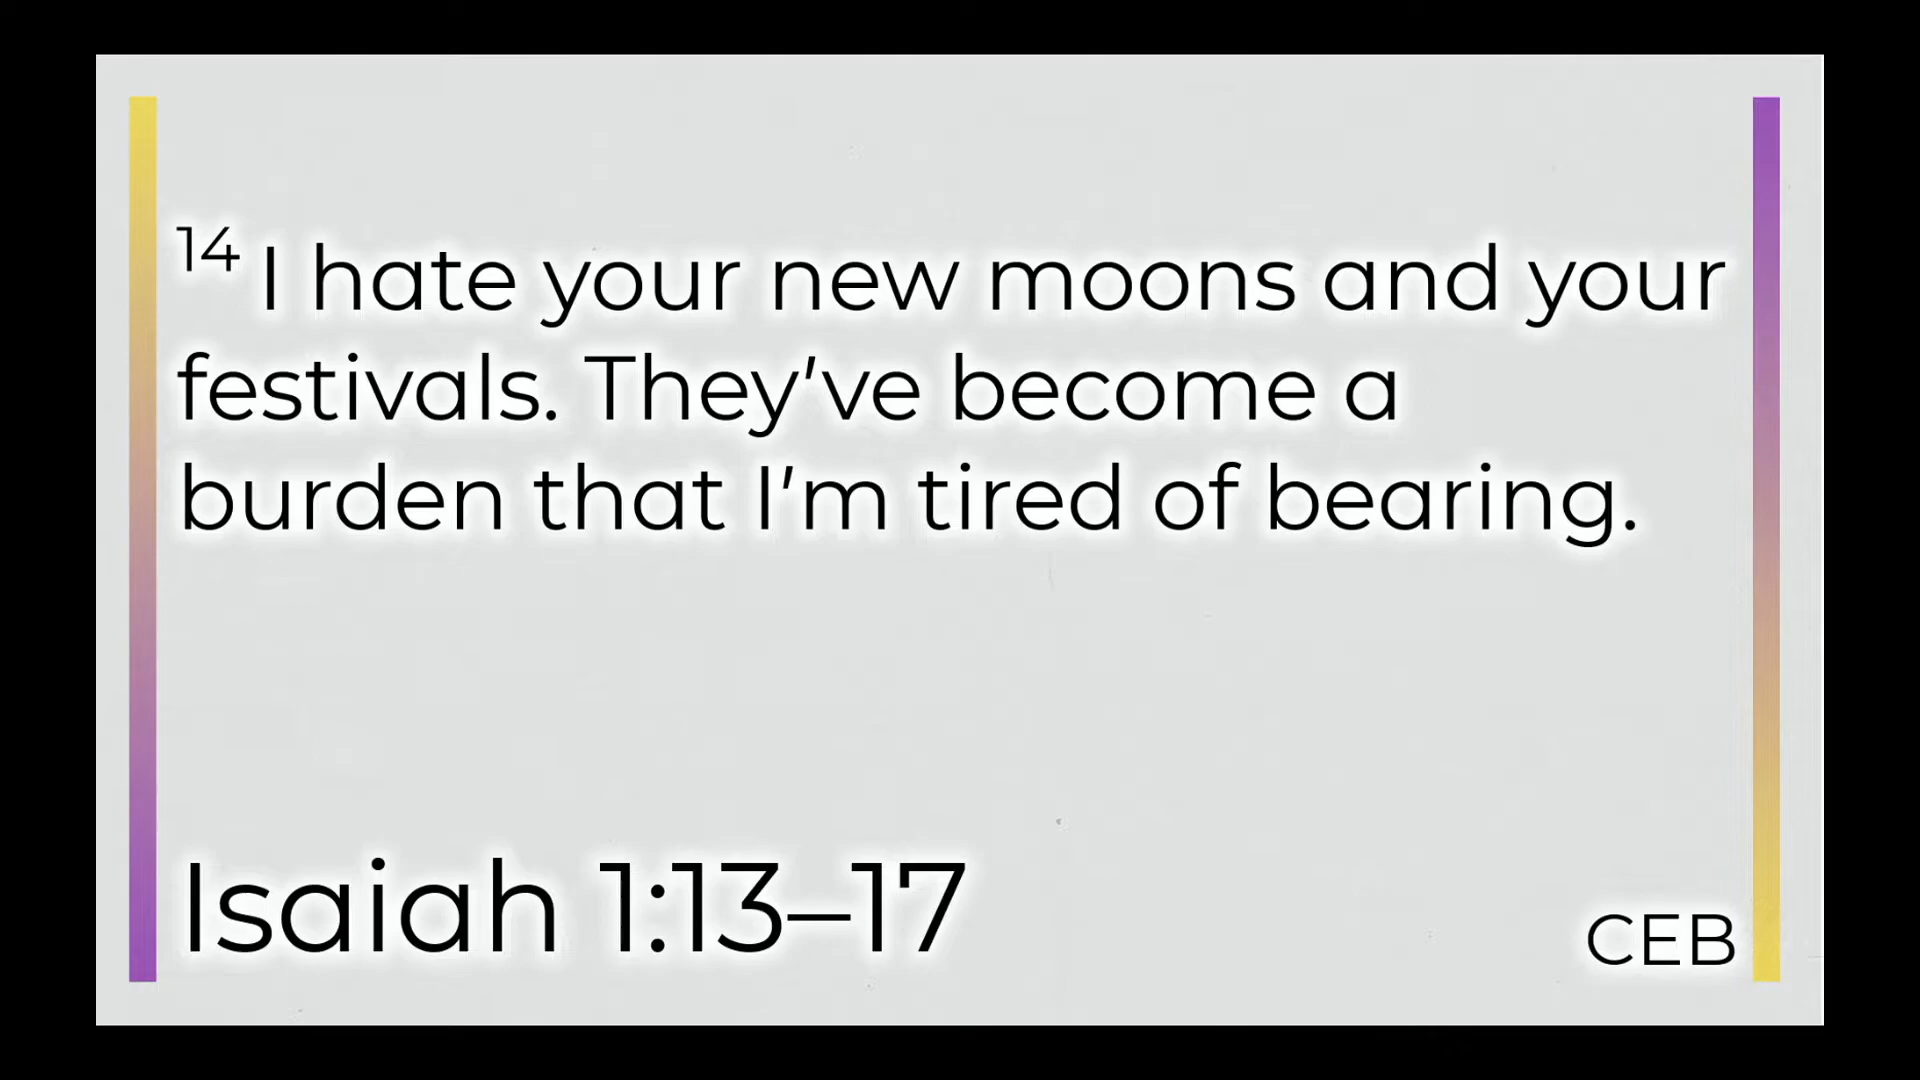 14 I hate your new moons and your
festivals. They've become a
burden that I'm tired of bearing.
Isaiah 1:13–17
CEB